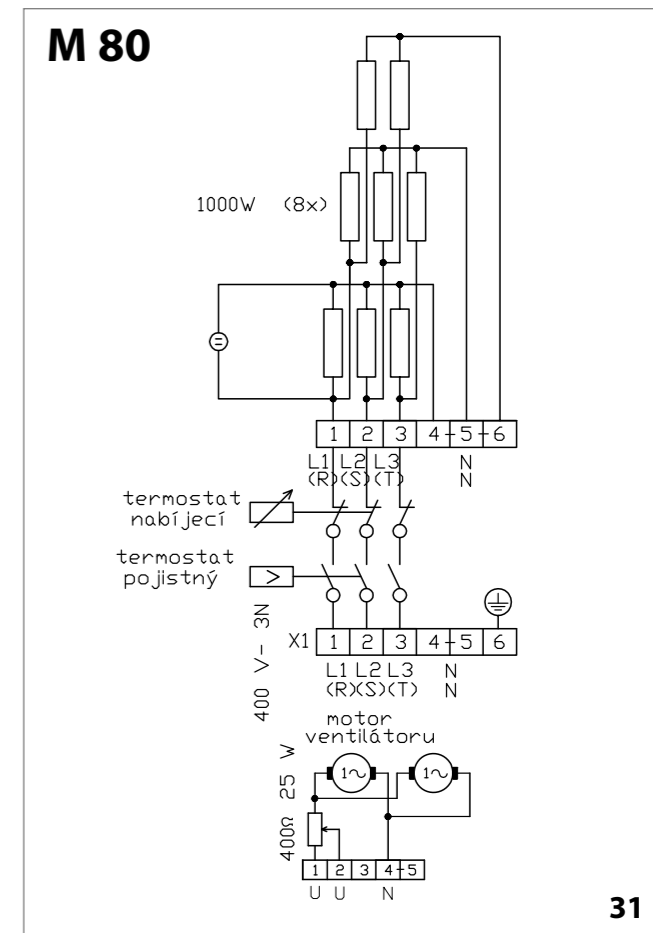 M 80
1000W (8x)
1 2 3 4 5 6
L1 L2 L3 N
(R)(S)(T) N
termostat
nabíjecí
termostat
pojistný
400 V- 3N
X1 1 2 3 4 5 6
L1 L2 L3 N
(R)(S)(T) N
motor
ventilátoru
1~ 1~
400Ω 25 W
1 2 3 4 5
U U N
31